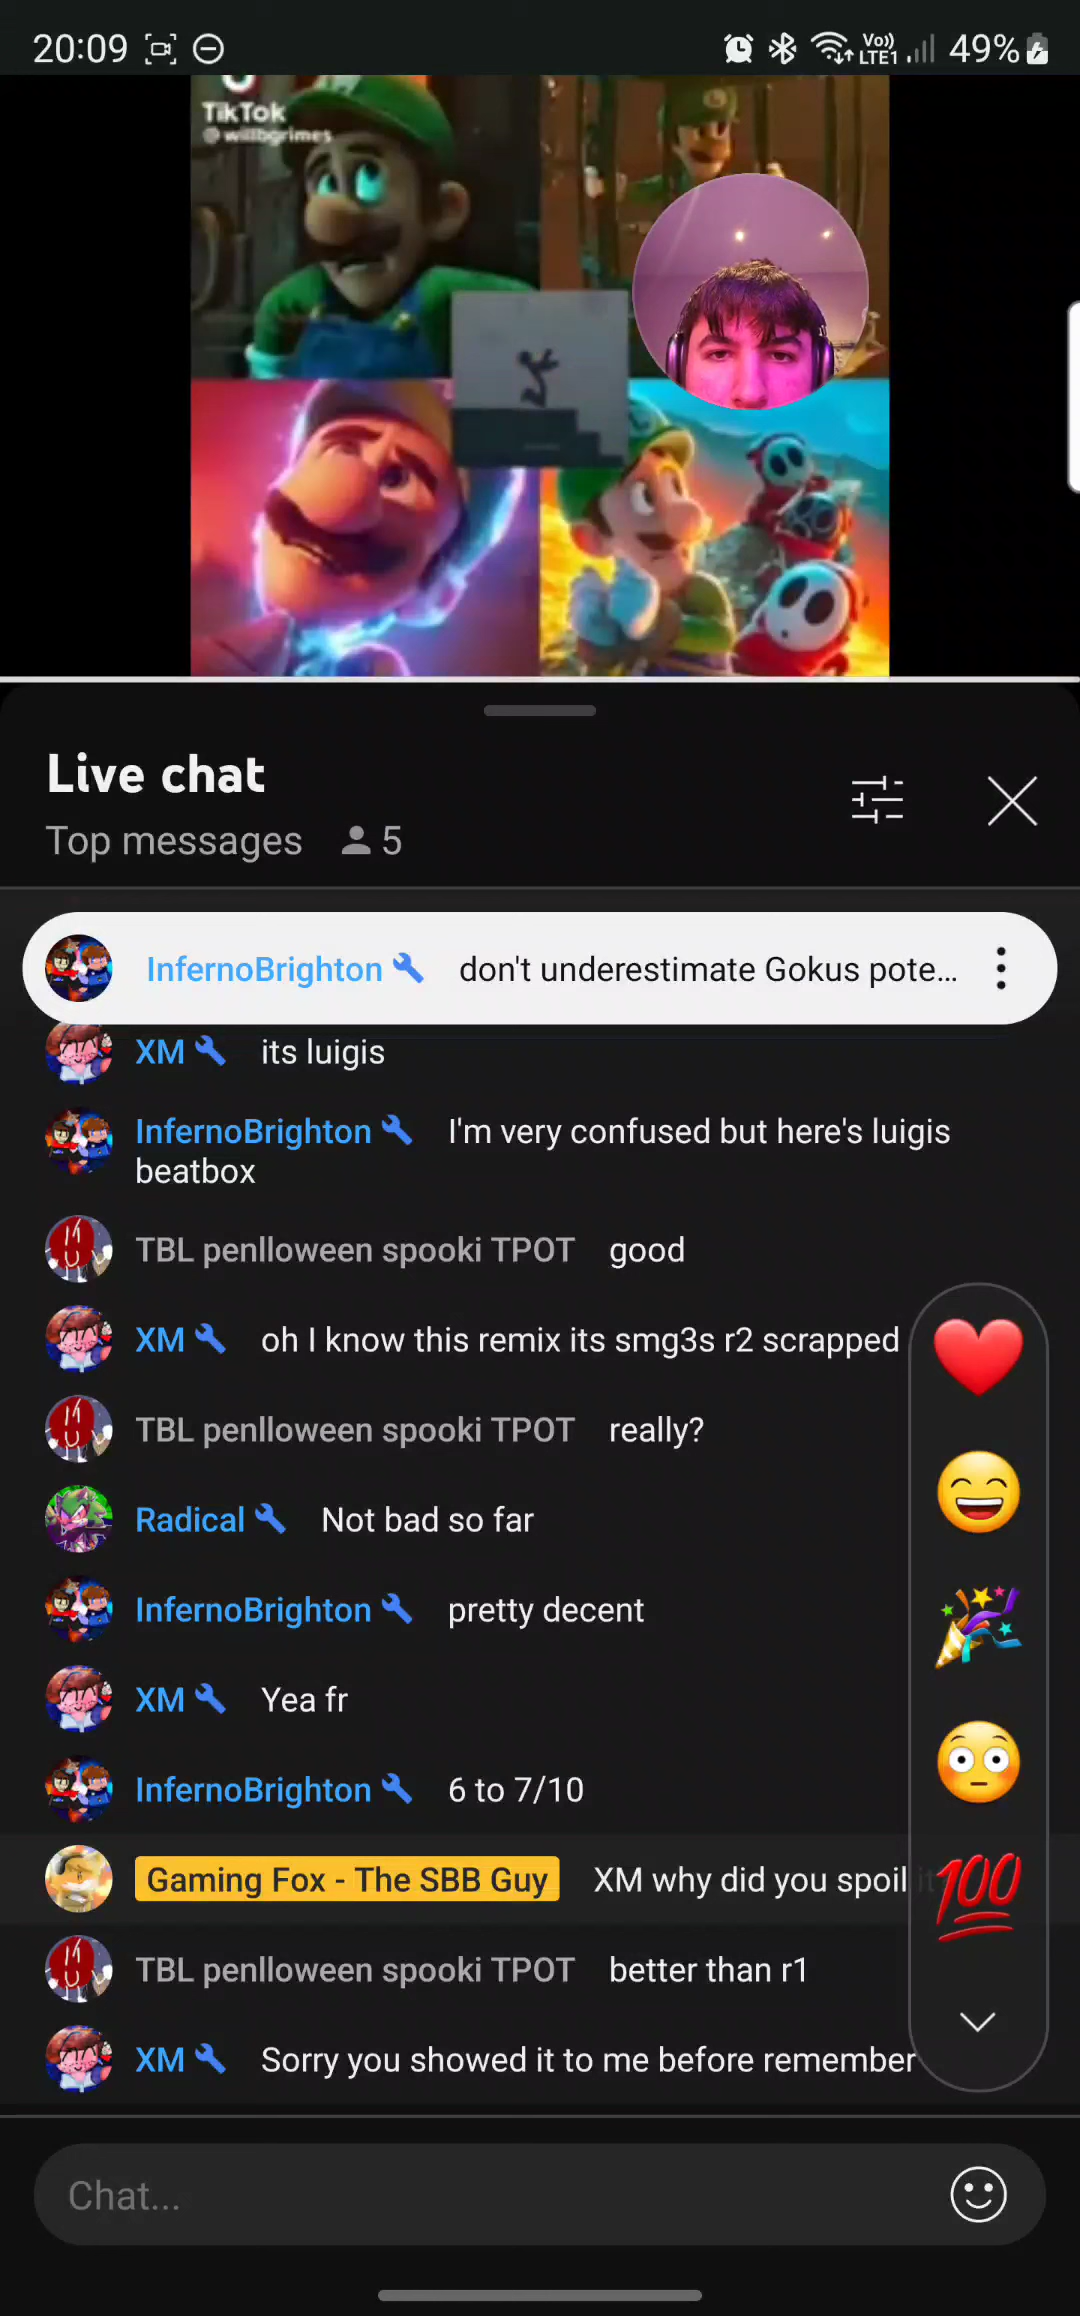 20:09
Vo))
LTE1
49%
TikTok
@willbgrimes
Live chat
Top messages 5
InfernoBrighton don't underestimate Gokus pote...
XM its luigis
InfernoBrighton I'm very confused but here's luigis
beatbox
TBL penlloween spooki TPOT good
XM oh I know this remix its smg3s r2 scrapped
TBL penlloween spooki TPOT really?
Radical Not bad so far
InfernoBrighton pretty decent
XM Yea fr
InfernoBrighton 6 to 7/10
Gaming Fox - The SBB Guy XM why did you spoil it
TBL penlloween spooki TPOT better than r1
XM Sorry you showed it to me before remember
100
Chat...